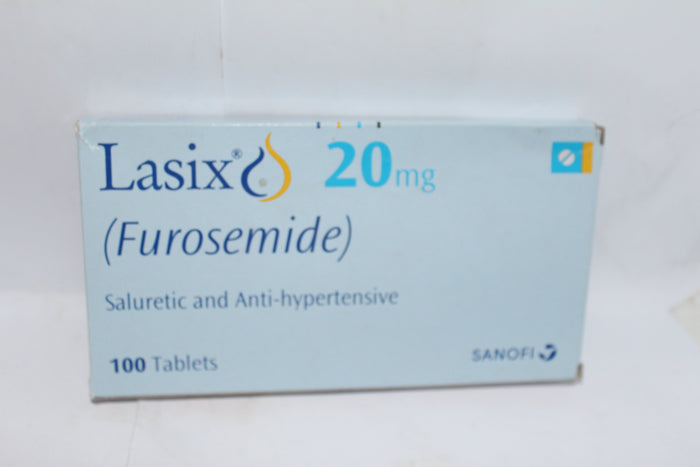 Lasix® 20mg
(Furosemide)
Saluretic and Anti-hypertensive
100 Tablets
SANOFI